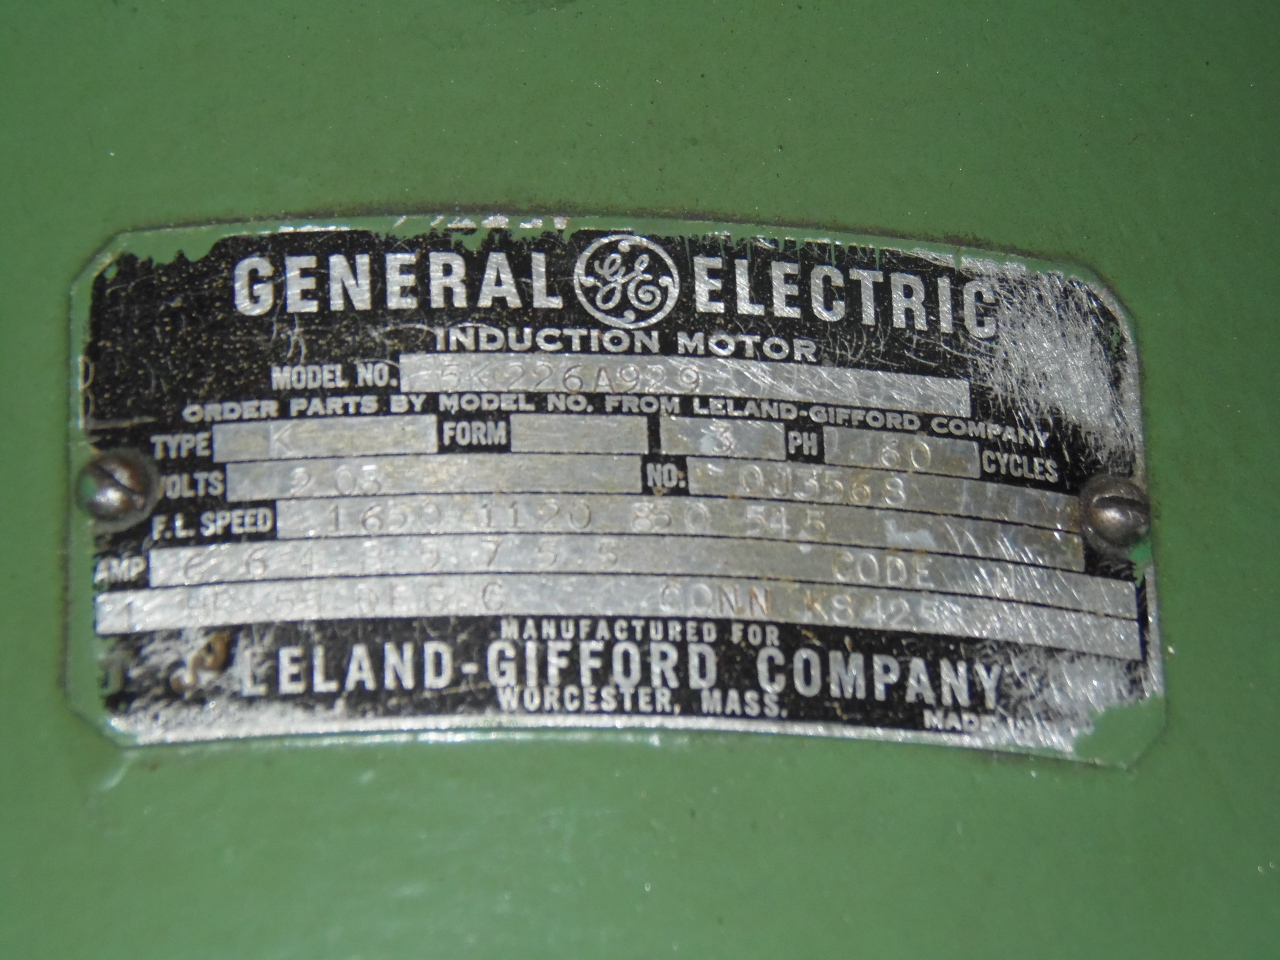 GENERAL GE ELECTRIC
INDUCTION MOTOR
MODEL NO. 5K226A929
ORDER PARTS BY MODEL NO. FROM LELAND-GIFFORD COMPANY
TYPE K FORM 3 PH 60 CYCLES
VOLTS 208 NO:
F.L. SPEED 1120 850 545
AMP CODE
CONN
MANUFACTURED FOR
LELAND-GIFFORD COMPANY
WORCESTER, MASS.
MADE